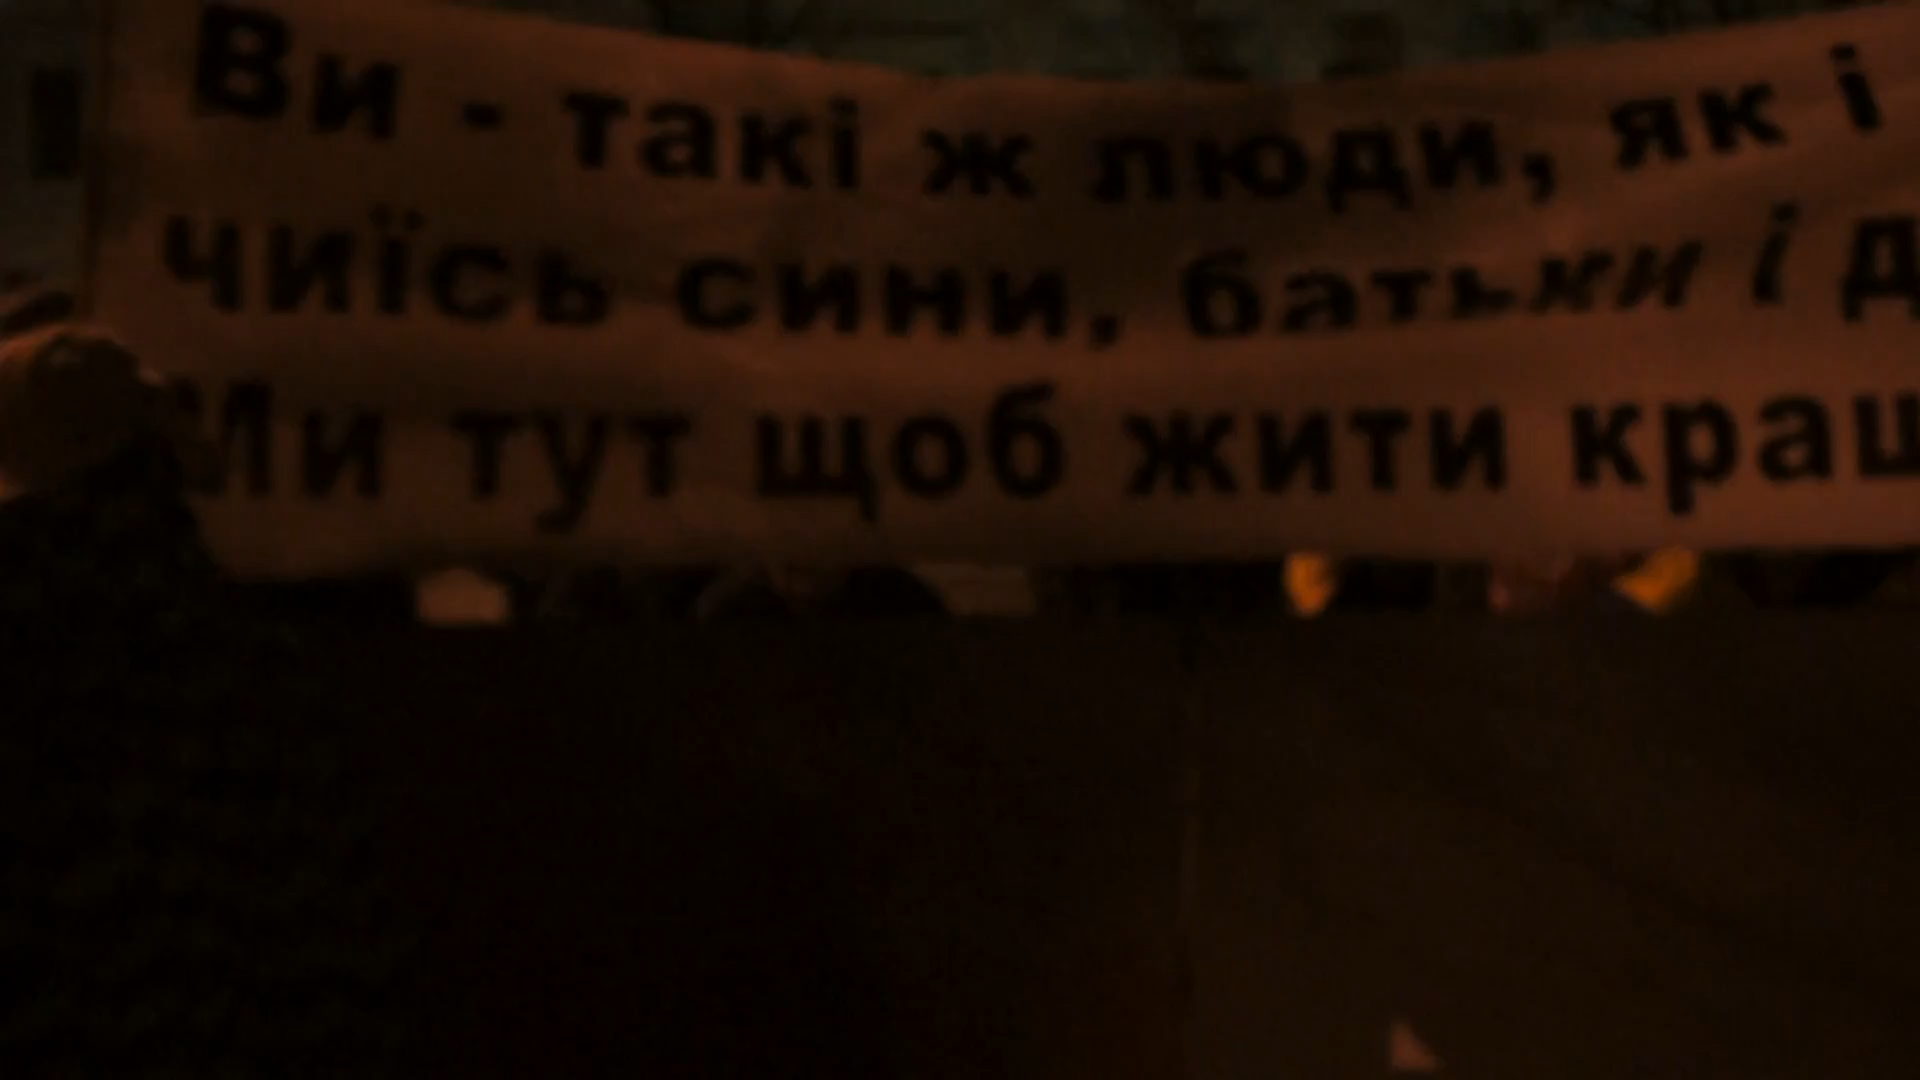 Ви - такі ж люди, як і
чиїсь сини, батьки і
Ми тут щоб жити